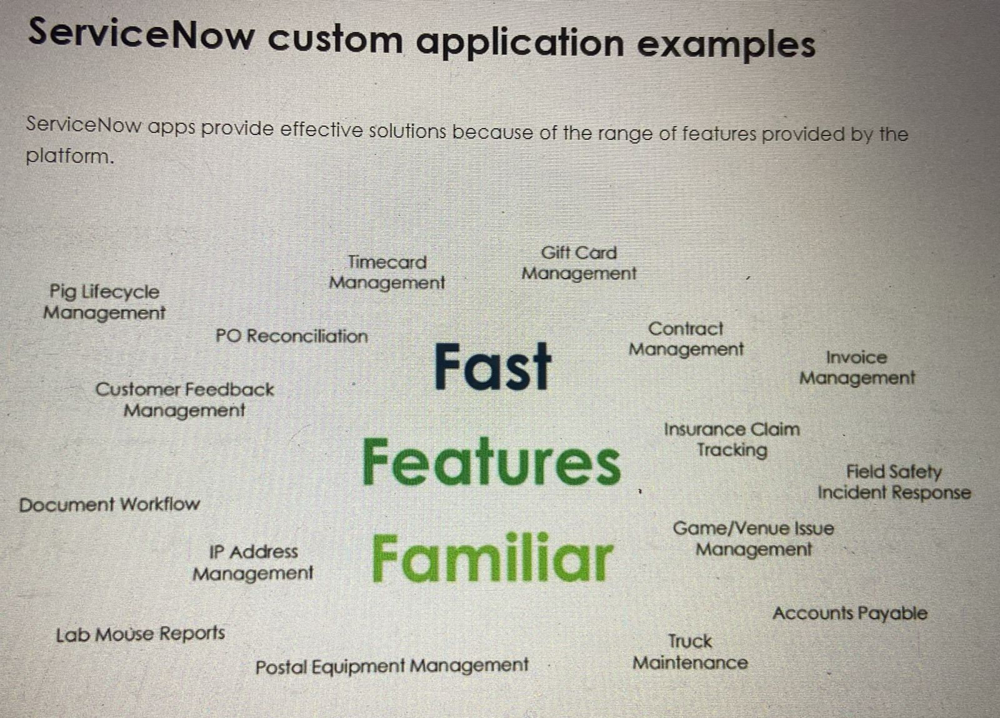 ServiceNow custom application examples
ServiceNow apps provide effective solutions because of the range of features provided by the
platform.
Timecard
Management
Gift Card
Management
Pig Lifecycle
Management
PO Reconciliation
Fast
Contract
Management
Invoice
Management
Customer Feedback
Management
Features
Insurance Claim
Tracking
Field Safety
Incident Response
Document Workflow
IP Address
Management
Familiar
Game/Venue Issue
Management
Accounts Payable
Lab Mouse Reports
Postal Equipment Management
Truck
Maintenance